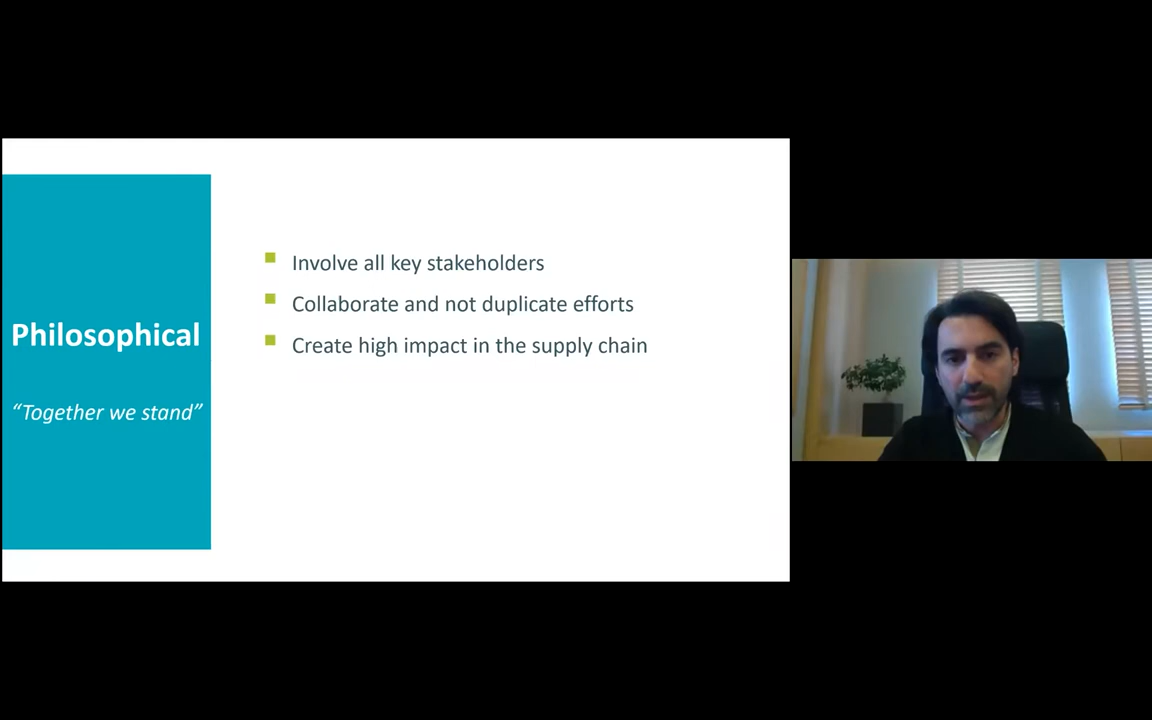 Philosophical
“Together we stand”
Involve all key stakeholders
Collaborate and not duplicate efforts
Create high impact in the supply chain